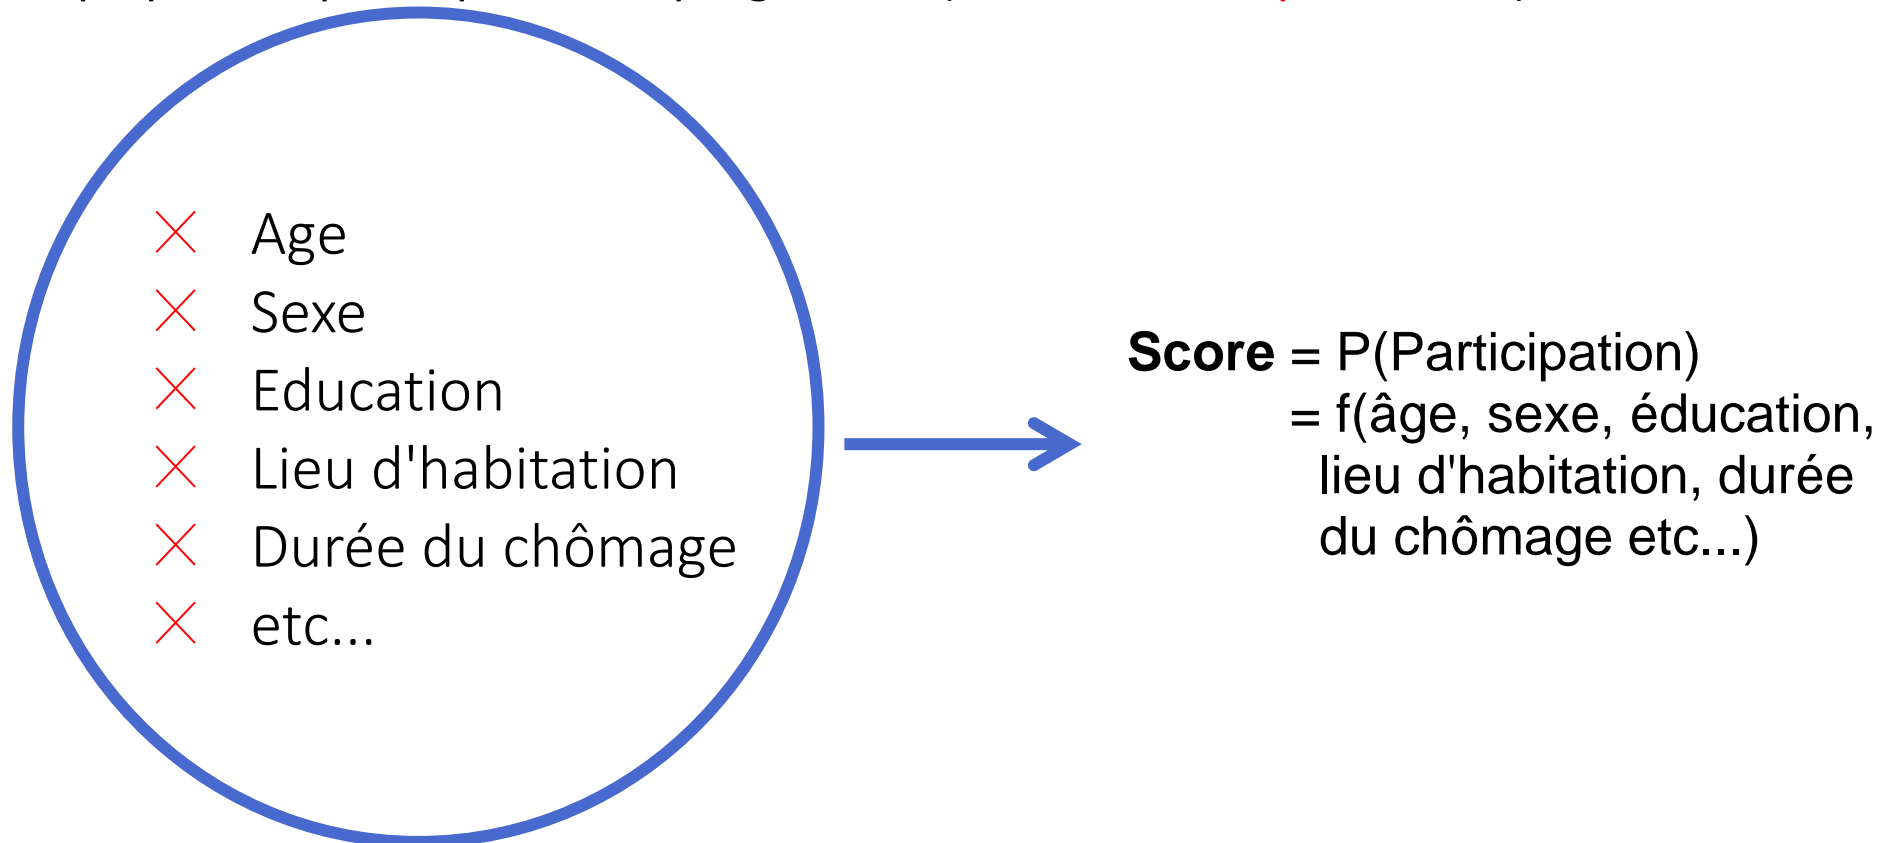 Age
Sexe
Education
Lieu d'habitation
Durée du chômage
etc...
Score = P(Participation)
= f(âge, sexe, éducation,
lieu d'habitation, durée
du chômage etc...)